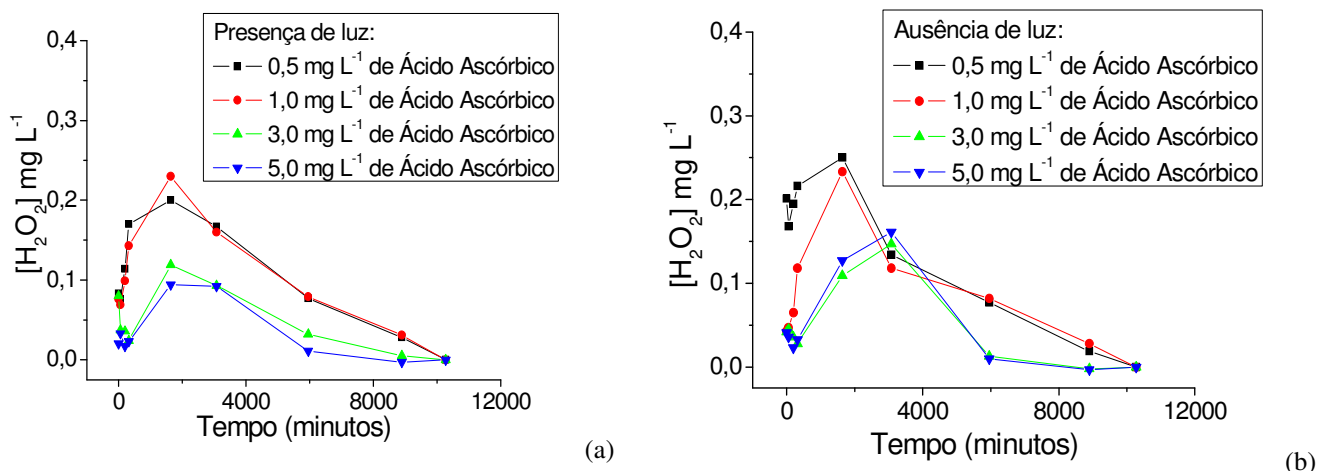 Presença de luz:
0,5 mg L-1 de Ácido Ascórbico
1,0 mg L-1 de Ácido Ascórbico
3,0 mg L-1 de Ácido Ascórbico
5,0 mg L-1 de Ácido Ascórbico
[H2O2] mg L-1
0,4
0,3
0,2
0,1
0,0
0
4000
8000
12000
Tempo (minutos)
(a)
Ausência de luz:
0,5 mg L-1 de Ácido Ascórbico
1,0 mg L-1 de Ácido Ascórbico
3,0 mg L-1 de Ácido Ascórbico
5,0 mg L-1 de Ácido Ascórbico
[H2O2] mg L-1
0,4
0,3
0,2
0,1
0,0
0
4000
8000
12000
Tempo (minutos)
(b)